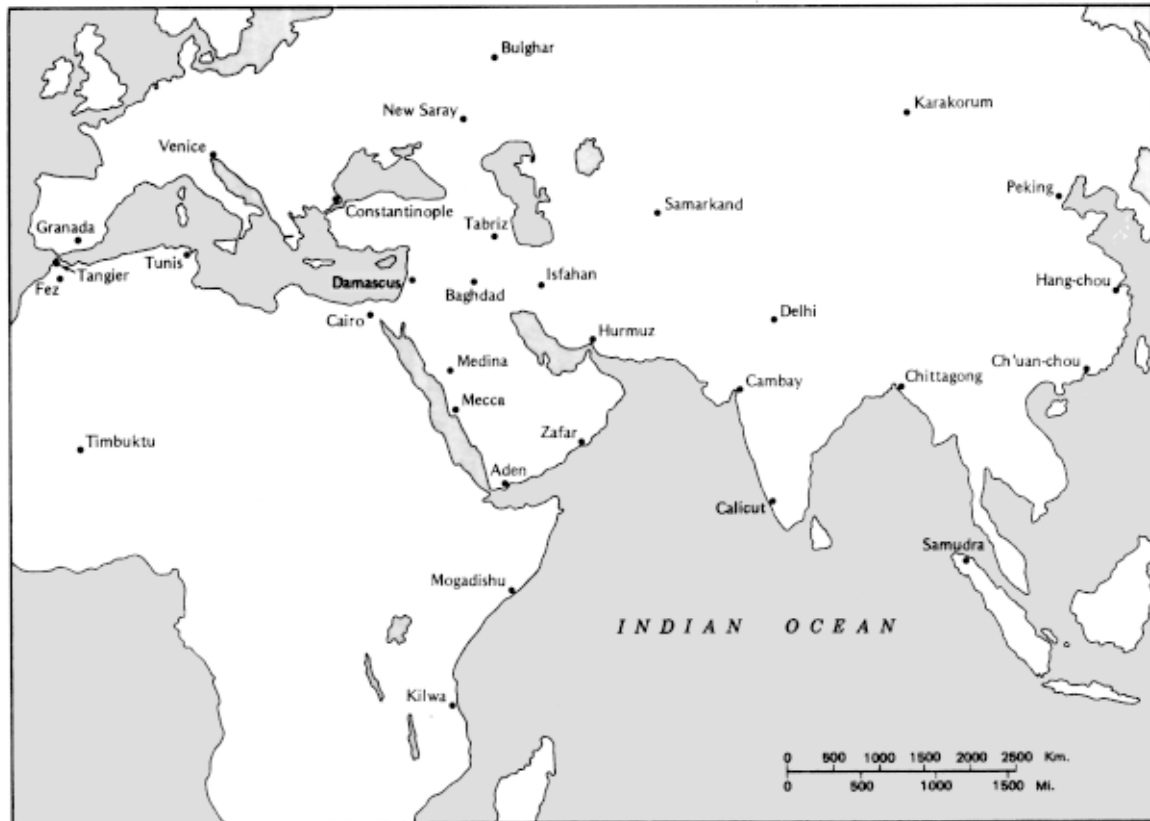 Bulghar
New Saray
Karakorum
Venice
Peking
Constantinople
Samarkand
Granada
Tabriz
Tunis
Tangier
Fez
Damascus
Baghdad
Isfahan
Hang-chou
Cairo
Delhi
Hurmuz
Medina
Ch'uan-chou
Cambay
Chittagong
Mecca
Timbuktu
Zafar
Aden
Calicut
Samudra
Mogadishu
INDIAN OCEAN
Kilwa
0 500 1000 1500 2000 2500 Km.
0 500 1000 1500 Mi.